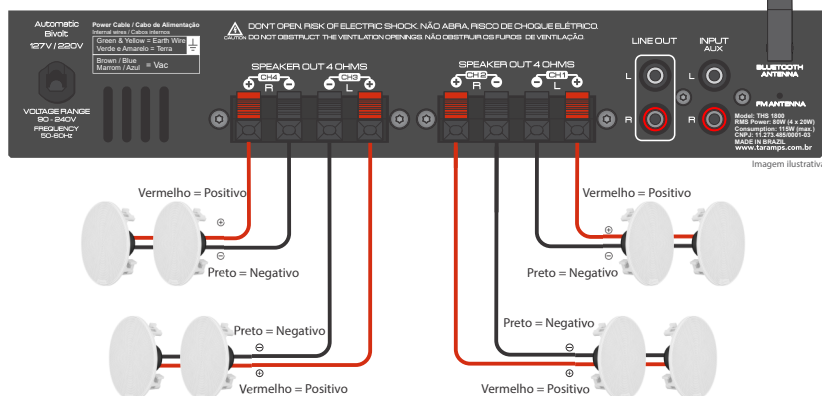 Automatic
Bivolt
127V / 220V
VOLTAGE RANGE
90 - 240V
FREQUENCY
50-60Hz
Power Cable / Cabo de Alimentação
Internal wires / Cabos internos
Green & Yellow = Earth Wire
Verde e Amarelo = Terra
Brown / Blue
Marrom / Azul = Vac
CAUTION
DON'T OPEN, RISK OF ELECTRIC SHOCK. NÃO ABRA, RISCO DE CHOQUE ELÉTRICO.
DO NOT OBSTRUCT THE VENTILATION OPENINGS. NÃO OBSTRUIR OS FUROS DE VENTILAÇÃO.
SPEAKER OUT 4 OHMS
+ CH4 - - CH3 +
R L
SPEAKER OUT 4 OHMS
+ CH2 - - CH1 +
R L
LINE OUT
L
R
INPUT
AUX
L
R
BLUETOOTH
ANTENNA
FM ANTENNA
Model: THS 1800
RMS Power: 80W (4 x 20W)
Consumption: 115W (max.)
CNPJ: 11.273.485/0001-03
MADE IN BRAZIL
www.taramps.com.br
Imagem ilustrativa
Vermelho = Positivo
+
-
Preto = Negativo
Vermelho = Positivo
+
-
Preto = Negativo
Preto = Negativo
-
+
Vermelho = Positivo
Preto = Negativo
-
+
Vermelho = Positivo